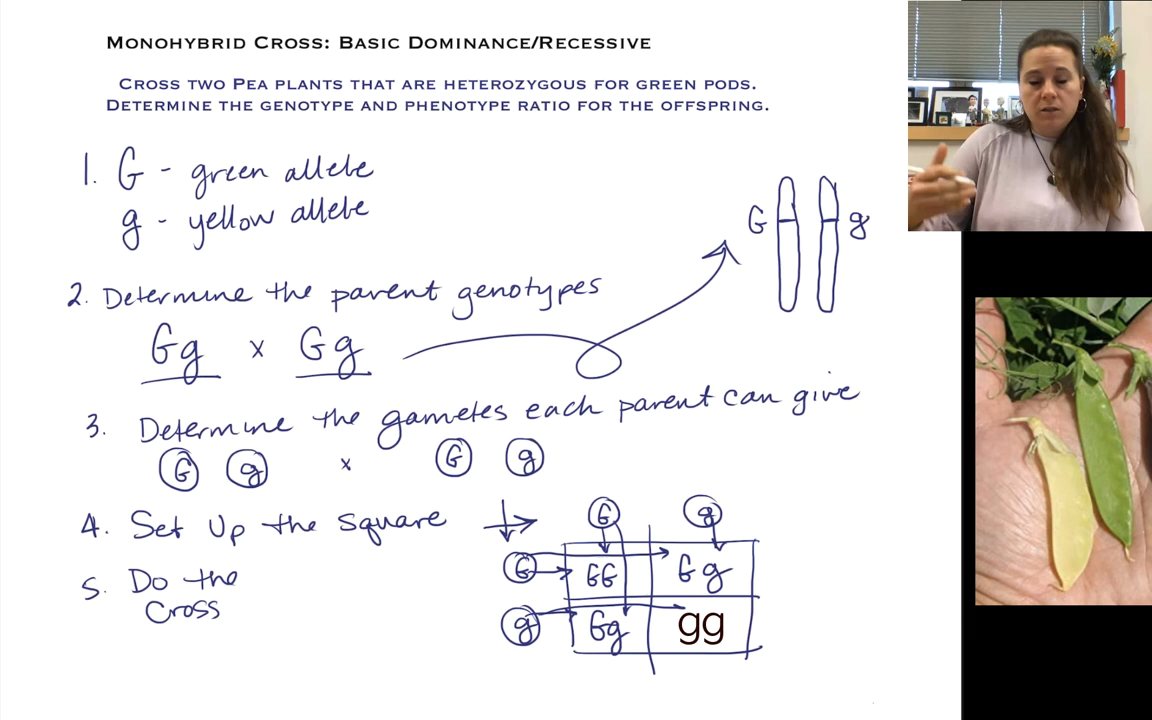 MONOHYBRID CROSS: BASIC DOMINANCE/RECESSIVE
CROSS TWO PEA PLANTS THAT ARE HETEROZYGOUS FOR GREEN PODS.
DETERMINE THE GENOTYPE AND PHENOTYPE RATIO FOR THE OFFSPRING.
1. G - green allele
g - yellow allele
G g
2. Determine the parent genotypes
Gg x Gg
3. Determine the gametes each parent can give
G g x G g
4. Set Up the square
G g
5. Do the
Cross
G GG Gg
g Gg gg